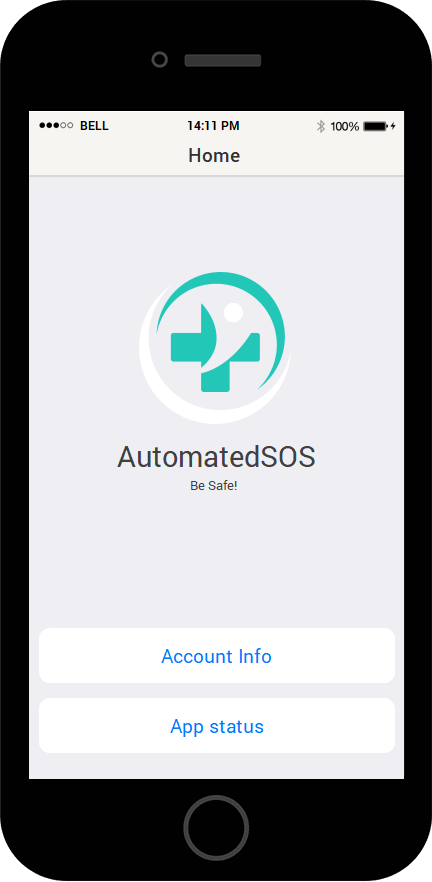 BELL 14:11 PM 100%
Home
AutomatedSOS
Be Safe!
Account Info
App status